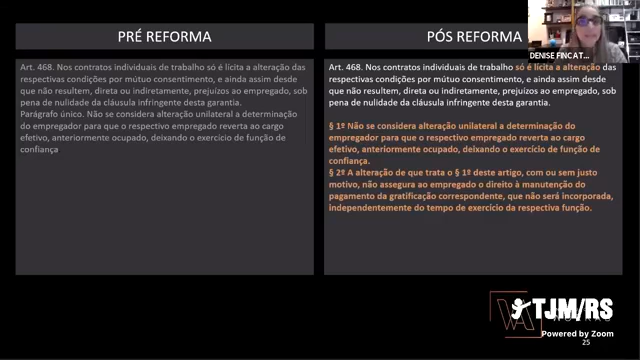 PRÉ REFORMA
Art. 468. Nos contratos individuais de trabalho só é lícita a alteração das
respectivas condições por mútuo consentimento, e ainda assim desde
que não resultem, direta ou indiretamente, prejuízos ao empregado, sob
pena de nulidade da cláusula infringente desta garantia.
Parágrafo único. Não se considera alteração unilateral a determinação
do empregador para que o respectivo empregado reverta ao cargo
efetivo, anteriormente ocupado, deixando o exercício de função de
confiança
PÓS REFORMA
Art. 468. Nos contratos individuais de trabalho só é lícita a alteração das
respectivas condições por mútuo consentimento, e ainda assim desde
que não resultem, direta ou indiretamente, prejuízos ao empregado, sob
pena de nulidade da cláusula infringente desta garantia.
§ 1º Não se considera alteração unilateral a determinação do
empregador para que o respectivo empregado reverta ao cargo
efetivo, anteriormente ocupado, deixando o exercício de função de
confiança.
§ 2º A alteração de que trata o § 1º deste artigo, com ou sem justo
motivo, não assegura ao empregado o direito à manutenção do
pagamento da gratificação correspondente, que não será incorporada,
independentemente do tempo de exercício da respectiva função.
DENISE FINCAT...
TJM/RS
Powered by Zoom
25